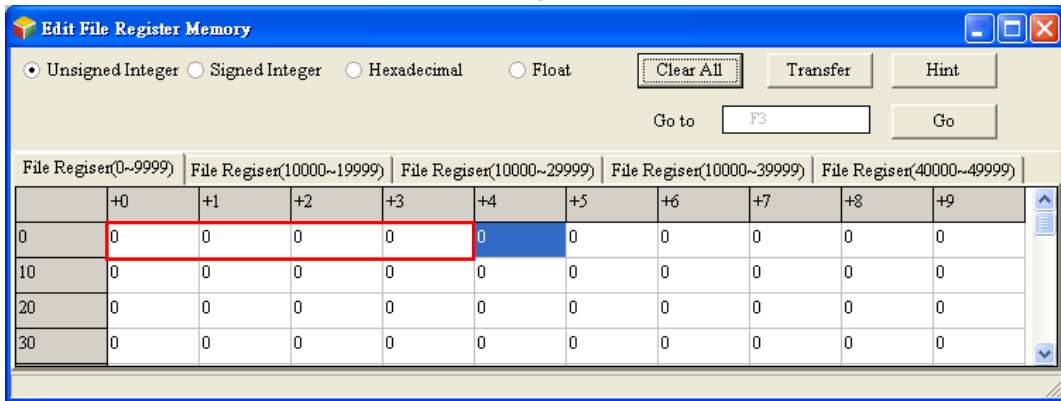 Edit File Register Memory
Unsigned Integer Signed Integer Hexadecimal Float Clear All Transfer Hint
Go to F3 Go
File Regiser(0~9999) File Regiser(10000~19999) File Regiser(10000~29999) File Regiser(10000~39999) File Regiser(40000~49999)
+0 +1 +2 +3 +4 +5 +6 +7 +8 +9
0 0 0 0 0 0 0 0 0 0 0
10 0 0 0 0 0 0 0 0 0 0
20 0 0 0 0 0 0 0 0 0 0
30 0 0 0 0 0 0 0 0 0 0